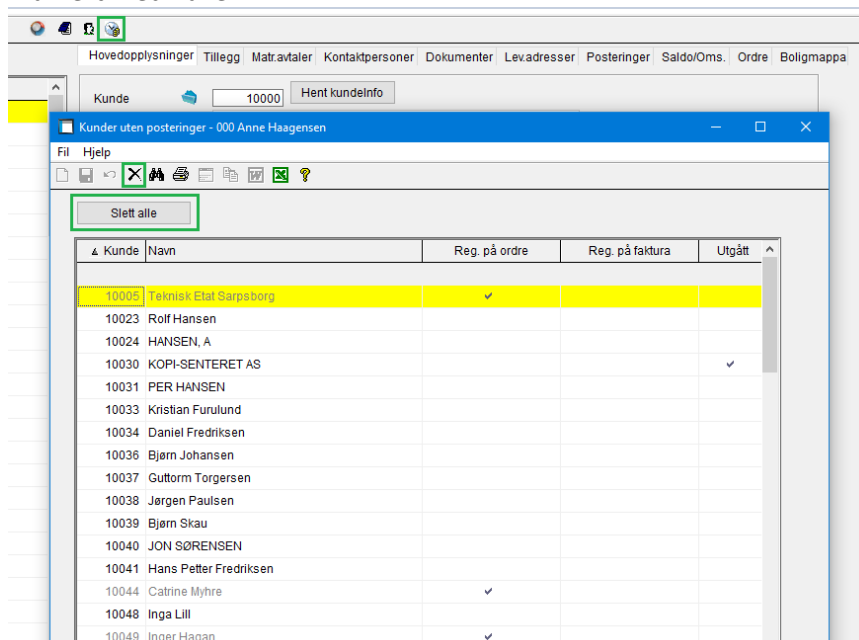 Hovedopplysninger Tillegg Matr.avtaler Kontaktpersoner Dokumenter Lev.adresser Posteringer Saldo/Oms. Ordre Boligmappa
Kunde 10000 Hent kundeInfo
Kunder uten posteringer - 000 Anne Haagensen
Fil Hjelp
Slett alle
Kunde Navn Reg. på ordre Reg. på faktura Utgått
10005 Teknisk Etat Sarpsborg
10023 Rolf Hansen
10024 HANSEN, A
10030 KOPI-SENTERET AS
10031 PER HANSEN
10033 Kristian Furulund
10034 Daniel Fredriksen
10036 Bjørn Johansen
10037 Guttorm Torgersen
10038 Jørgen Paulsen
10039 Bjørn Skau
10040 JON SØRENSEN
10041 Hans Petter Fredriksen
10044 Catrine Myhre
10048 Inga Lill
10049 Inger Hagan